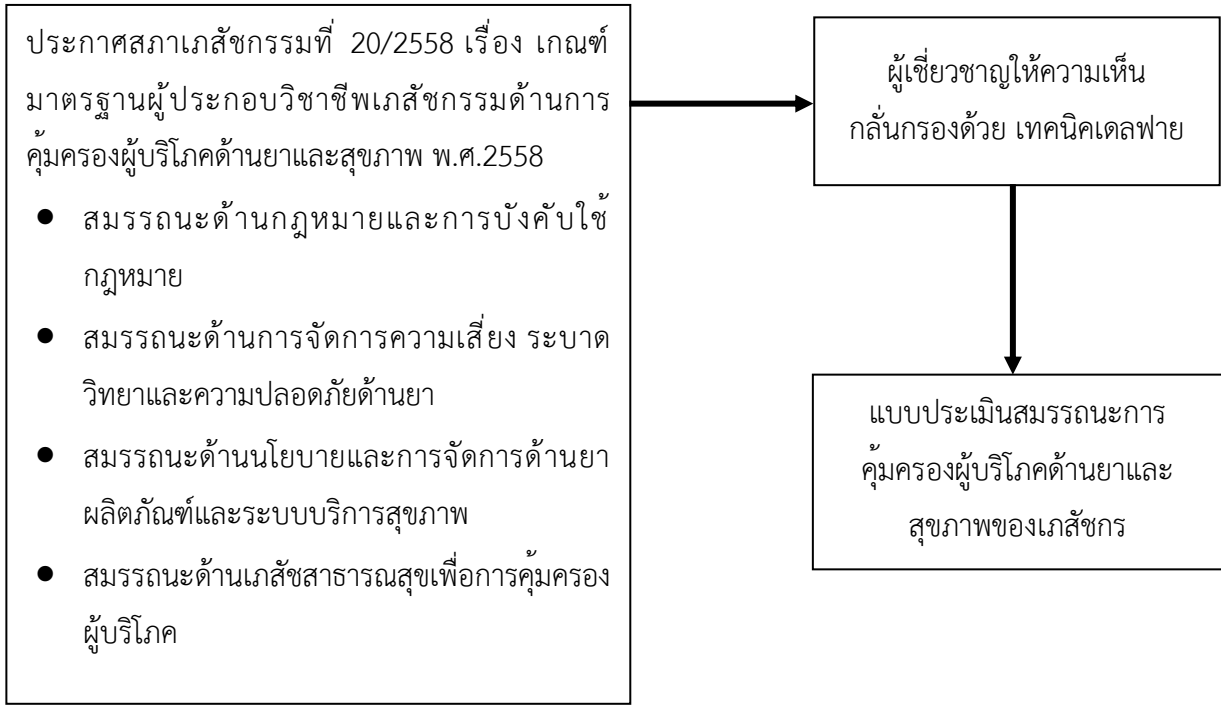 ประกาศสภาเภสัชกรรมที่ 20/2558 เรื่อง เกณฑ์
มาตรฐานผู้ประกอบวิชาชีพเภสัชกรรมด้านการ
คุ้มครองผู้บริโภคด้านยาและสุขภาพ พ.ศ.2558
● สมรรถนะด้านกฎหมายและการบังคับใช้
กฎหมาย
● สมรรถนะด้านการจัดการความเสี่ยง ระบาด
วิทยาและความปลอดภัยด้านยา
● สมรรถนะด้านนโยบายและการจัดการด้านยา
ผลิตภัณฑ์และระบบบริการสุขภาพ
● สมรรถนะด้านเภสัชสาธารณสุขเพื่อการคุ้มครอง
ผู้บริโภค
ผู้เชี่ยวชาญให้ความเห็น
กลั่นกรองด้วย เทคนิคเดลฟาย
แบบประเมินสมรรถนะการ
คุ้มครองผู้บริโภคด้านยาและ
สุขภาพของเภสัชกร